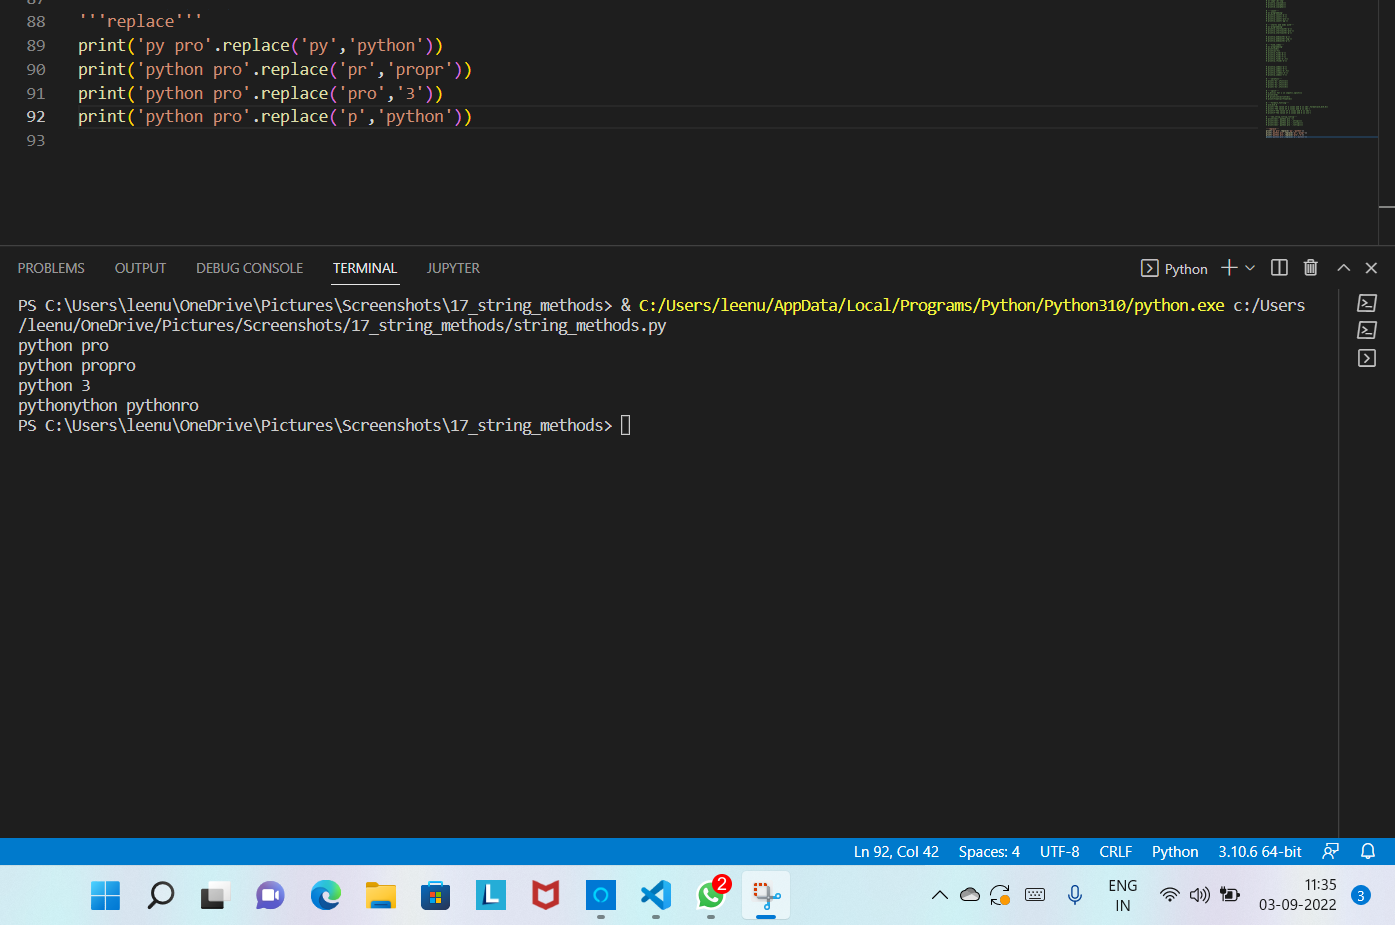 87
88 '''replace'''
89 print('py pro'.replace('py','python'))
90 print('python pro'.replace('pr','propr'))
91 print('python pro'.replace('pro','3'))
92 print('python pro'.replace('p','python'))
93
PROBLEMS OUTPUT DEBUG CONSOLE TERMINAL JUPYTER Python
PS C:\Users\leenu\OneDrive\Pictures\Screenshots\17_string_methods> & C:/Users/leenu/AppData/Local/Programs/Python/Python310/python.exe c:/Users
/leenu/OneDrive/Pictures/Screenshots/17_string_methods/string_methods.py
python pro
python propro
python 3
pythonython pythonro
PS C:\Users\leenu\OneDrive\Pictures\Screenshots\17_string_methods>
Ln 92, Col 42 Spaces: 4 UTF-8 CRLF Python 3.10.6 64-bit
L 2 ENG 11:35
IN 03-09-2022 3